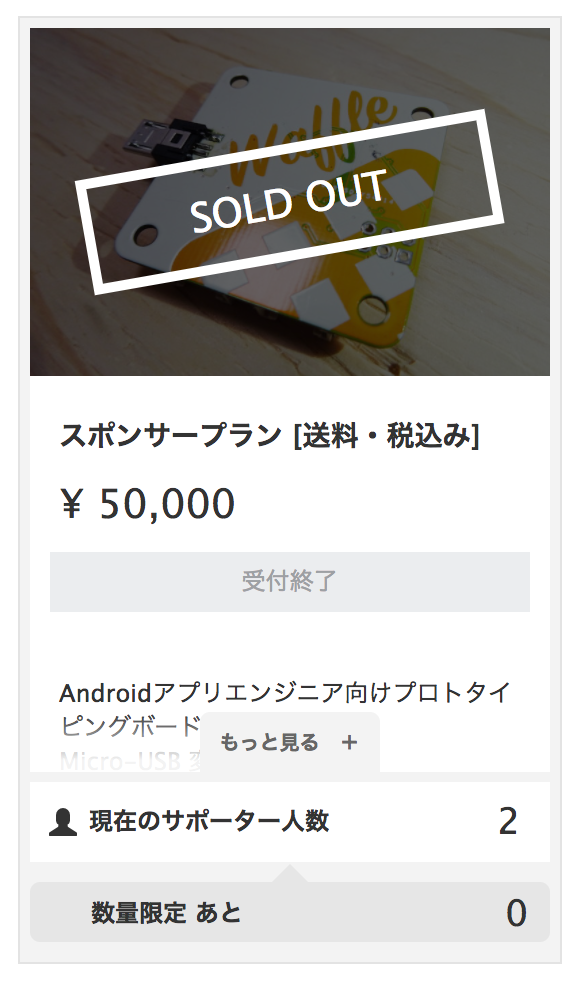 Waffle
SOLD OUT
スポンサープラン [送料・税込み]
¥ 50,000
受付終了
Androidアプリエンジニア向けプロトタイ
ピングボード
Micro-USB 変
もっと見る +
現在のサポーター人数 2
数量限定 あと 0